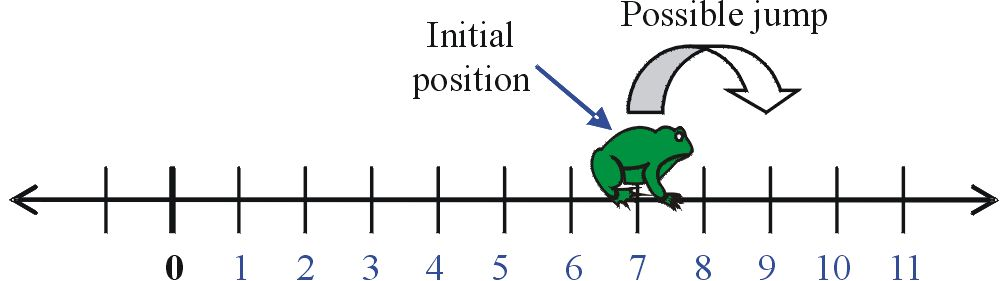 Possible jump
Initial
position
0 1 2 3 4 5 6 7 8 9 10 11